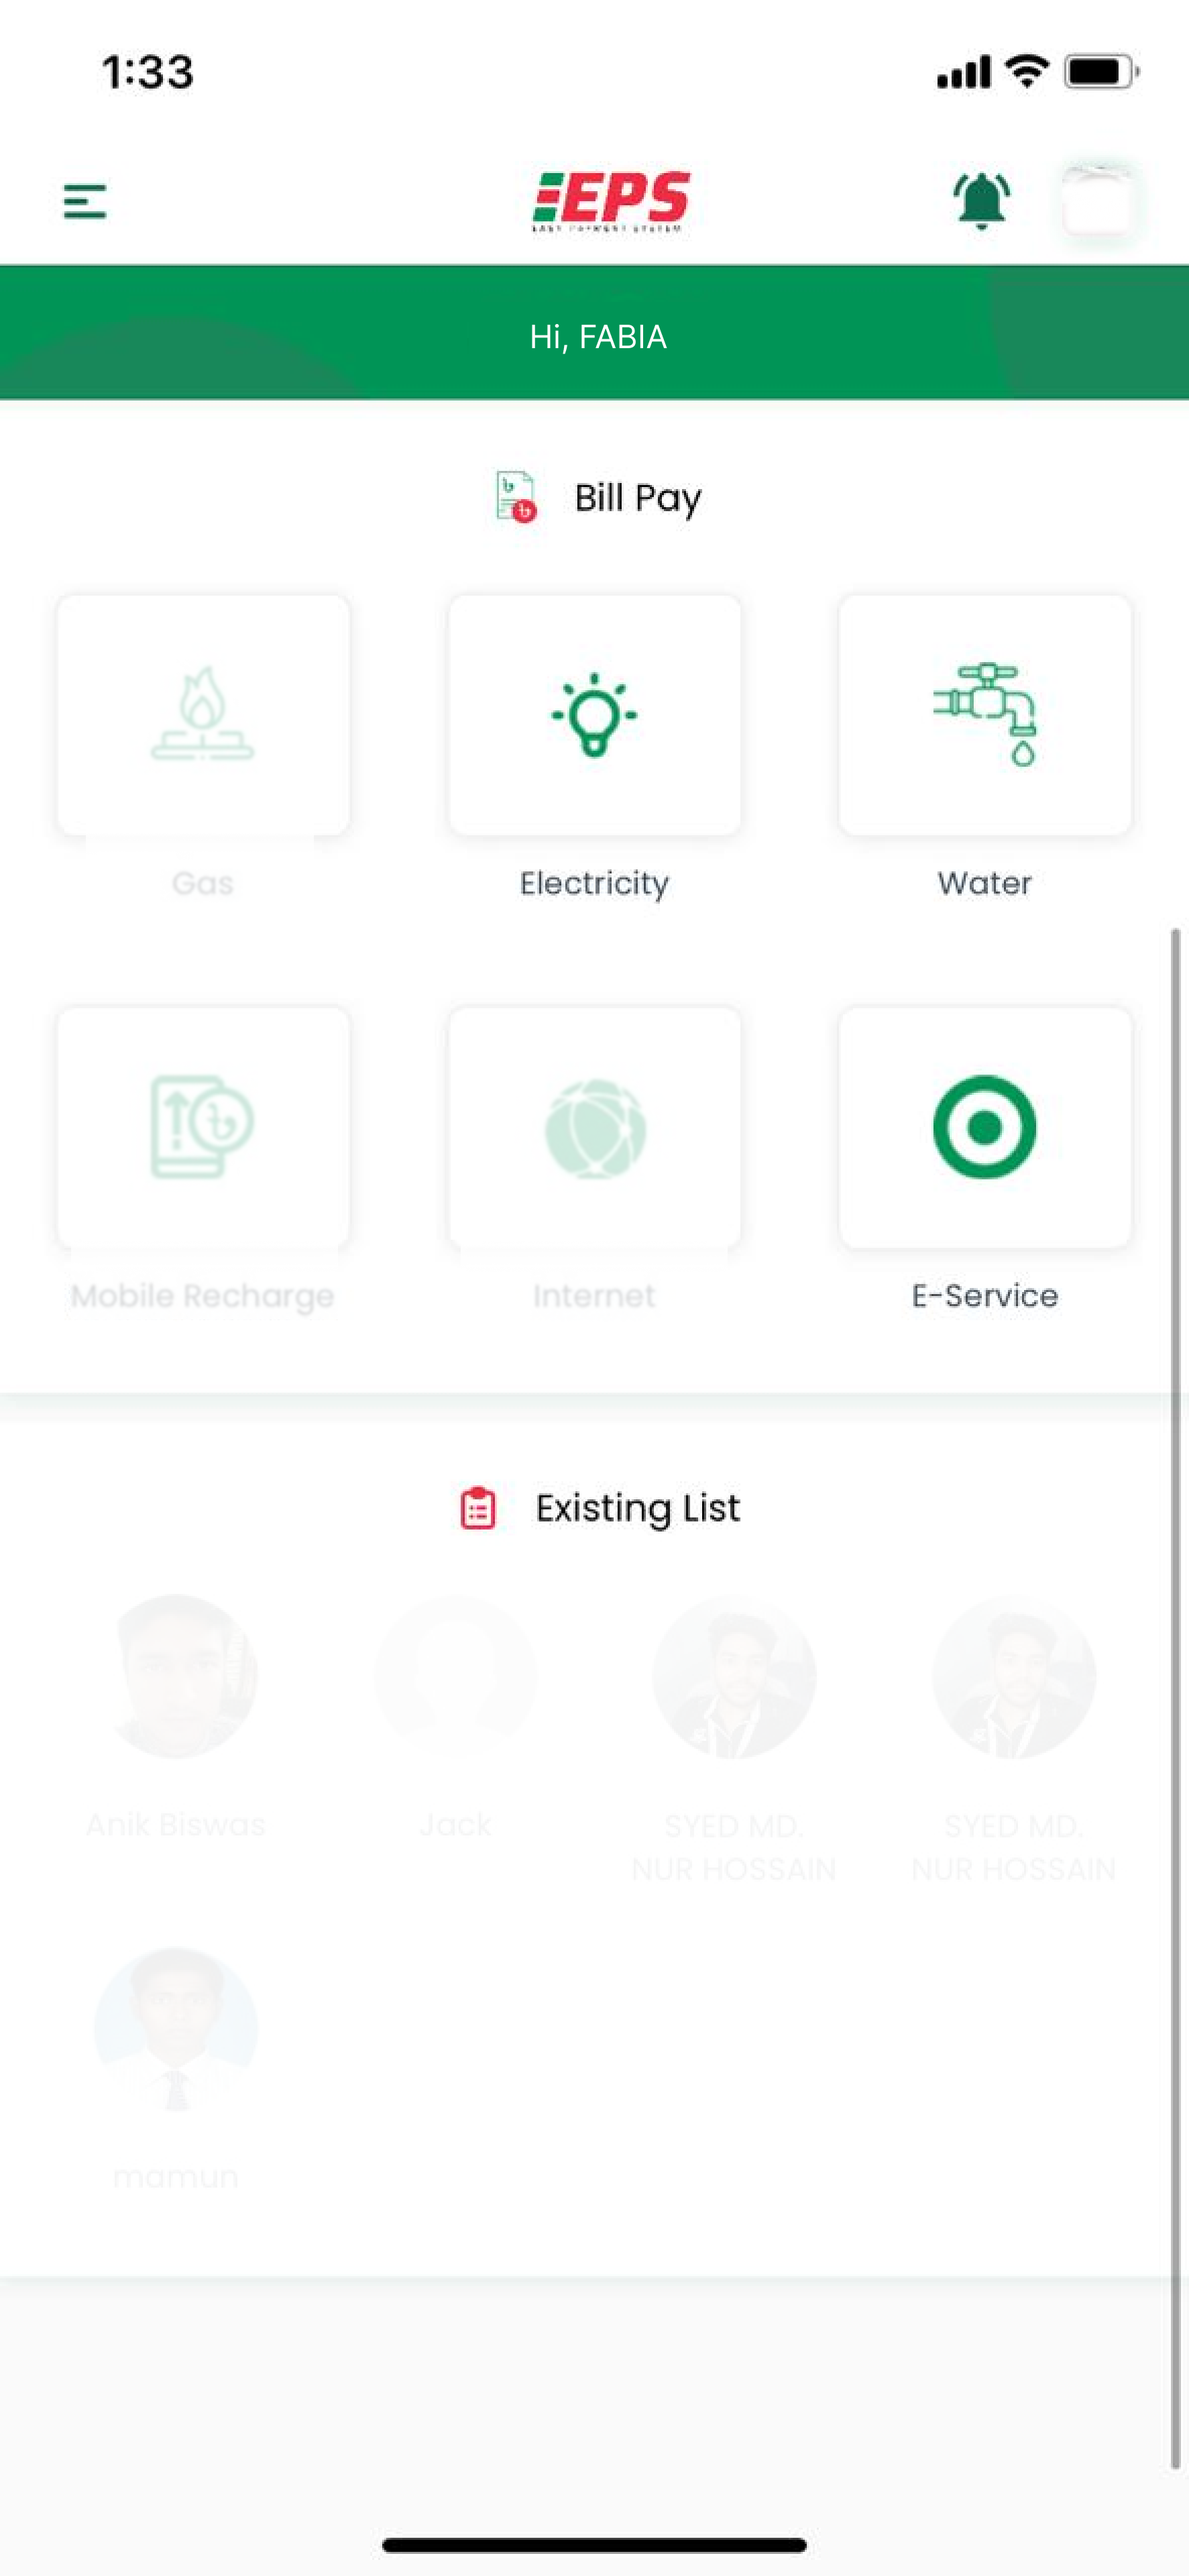 1:33
EPS
EASY PAYMENT SYSTEM
Hi, FABIA
Bill Pay
Gas
Electricity
Water
Mobile Recharge
Internet
E-Service
Existing List
Anik Biswas
Jack
SYED MD.
NUR HOSSAIN
SYED MD.
NUR HOSSAIN
mamun